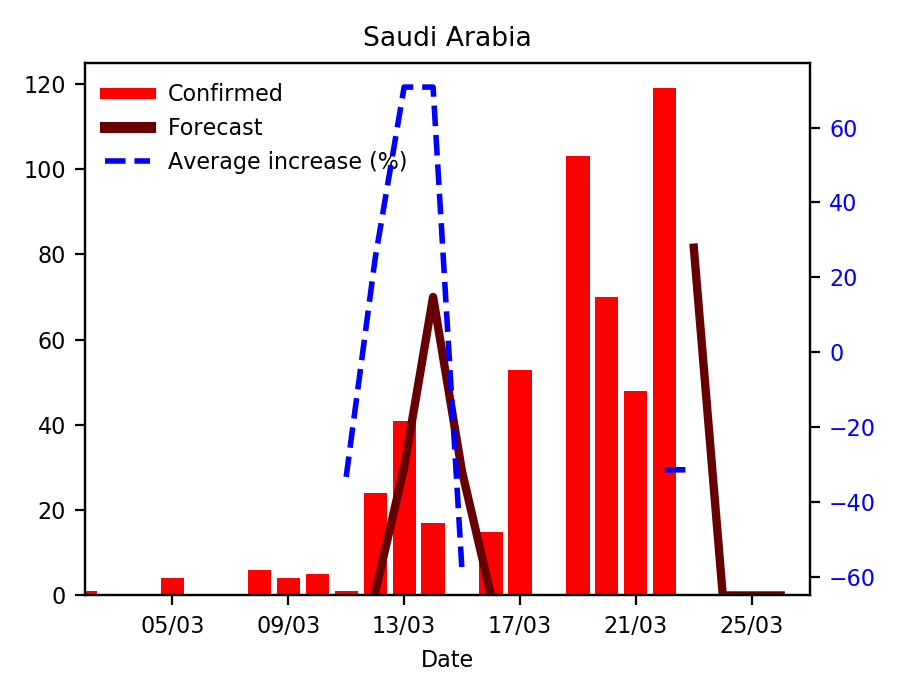 Saudi Arabia
Confirmed
Forecast
Average increase (%)
120
100
80
60
40
20
0
60
40
20
0
−20
−40
−60
05/03 09/03 13/03 17/03 21/03 25/03
Date